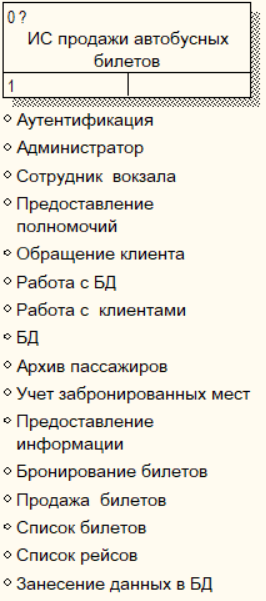 0 ?
ИС продажи автобусных
билетов
1
Аутентификация
Администратор
Сотрудник вокзала
Предоставление
полномочий
Обращение клиента
Работа с БД
Работа с клиентами
БД
Архив пассажиров
Учет забронированных мест
Предоставление
информации
Бронирование билетов
Продажа билетов
Список билетов
Список рейсов
Занесение данных в БД